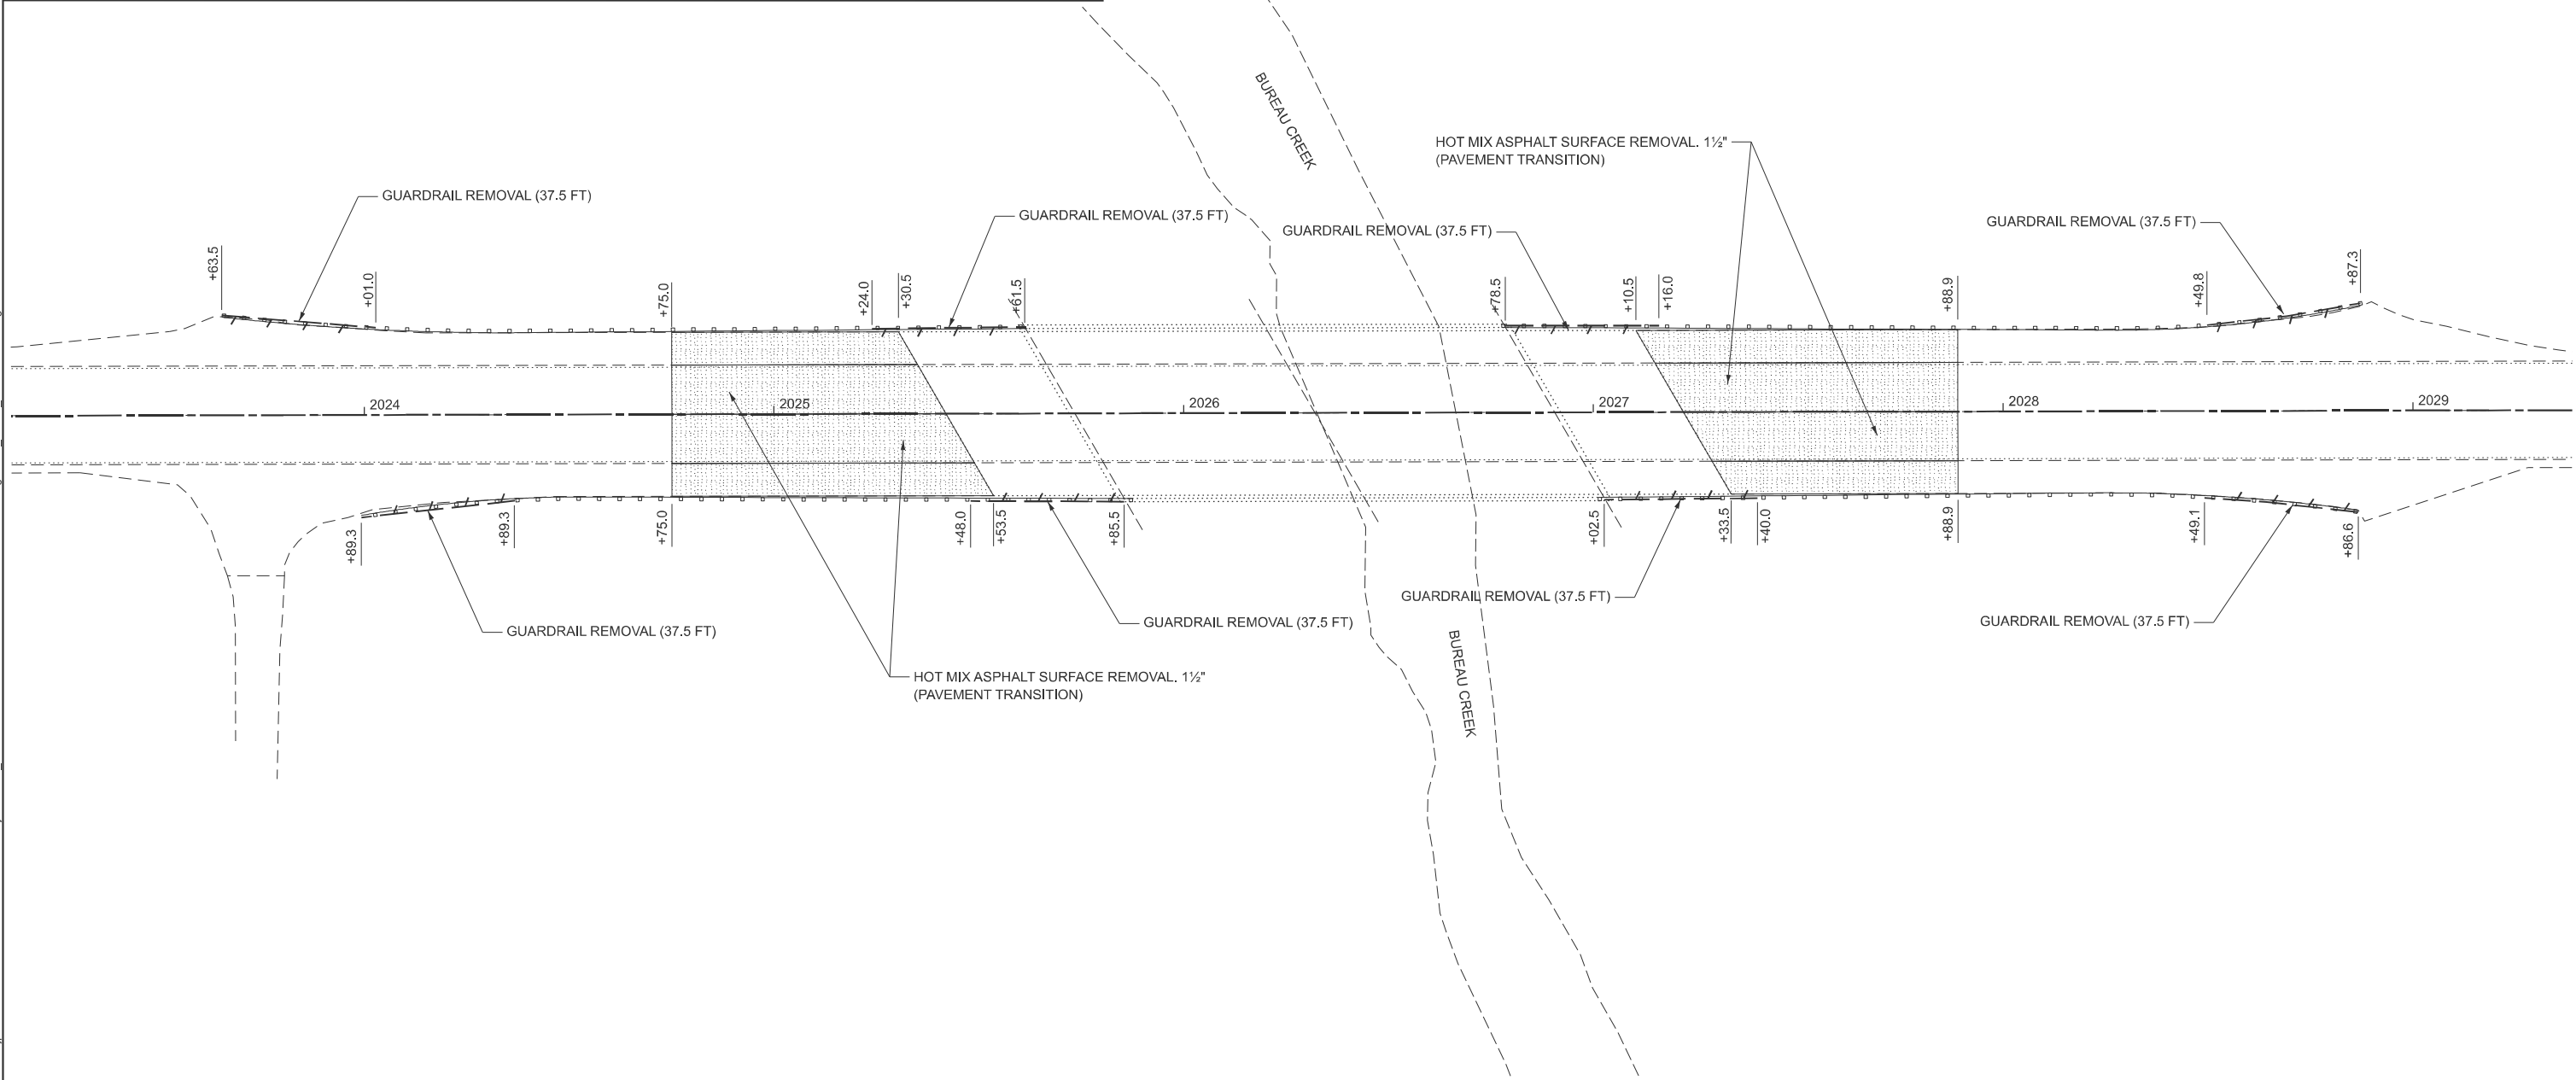 BUREAU CREEK
HOT MIX ASPHALT SURFACE REMOVAL. 1½"
(PAVEMENT TRANSITION)
GUARDRAIL REMOVAL (37.5 FT)
GUARDRAIL REMOVAL (37.5 FT)
GUARDRAIL REMOVAL (37.5 FT)
GUARDRAIL REMOVAL (37.5 FT)
+63.5
+01.0
+75.0
+24.0
+30.5
+61.5
+78.5
+10.5
+16.0
+88.9
+49.8
+87.3
2024
2025
2026
2027
2028
2029
+89.3
+89.3
+75.0
+48.0
+53.5
+85.5
+02.5
+33.5
+40.0
+88.9
+49.1
+86.6
GUARDRAIL REMOVAL (37.5 FT)
GUARDRAIL REMOVAL (37.5 FT)
GUARDRAIL REMOVAL (37.5 FT)
GUARDRAIL REMOVAL (37.5 FT)
HOT MIX ASPHALT SURFACE REMOVAL. 1½"
(PAVEMENT TRANSITION)
BUREAU CREEK